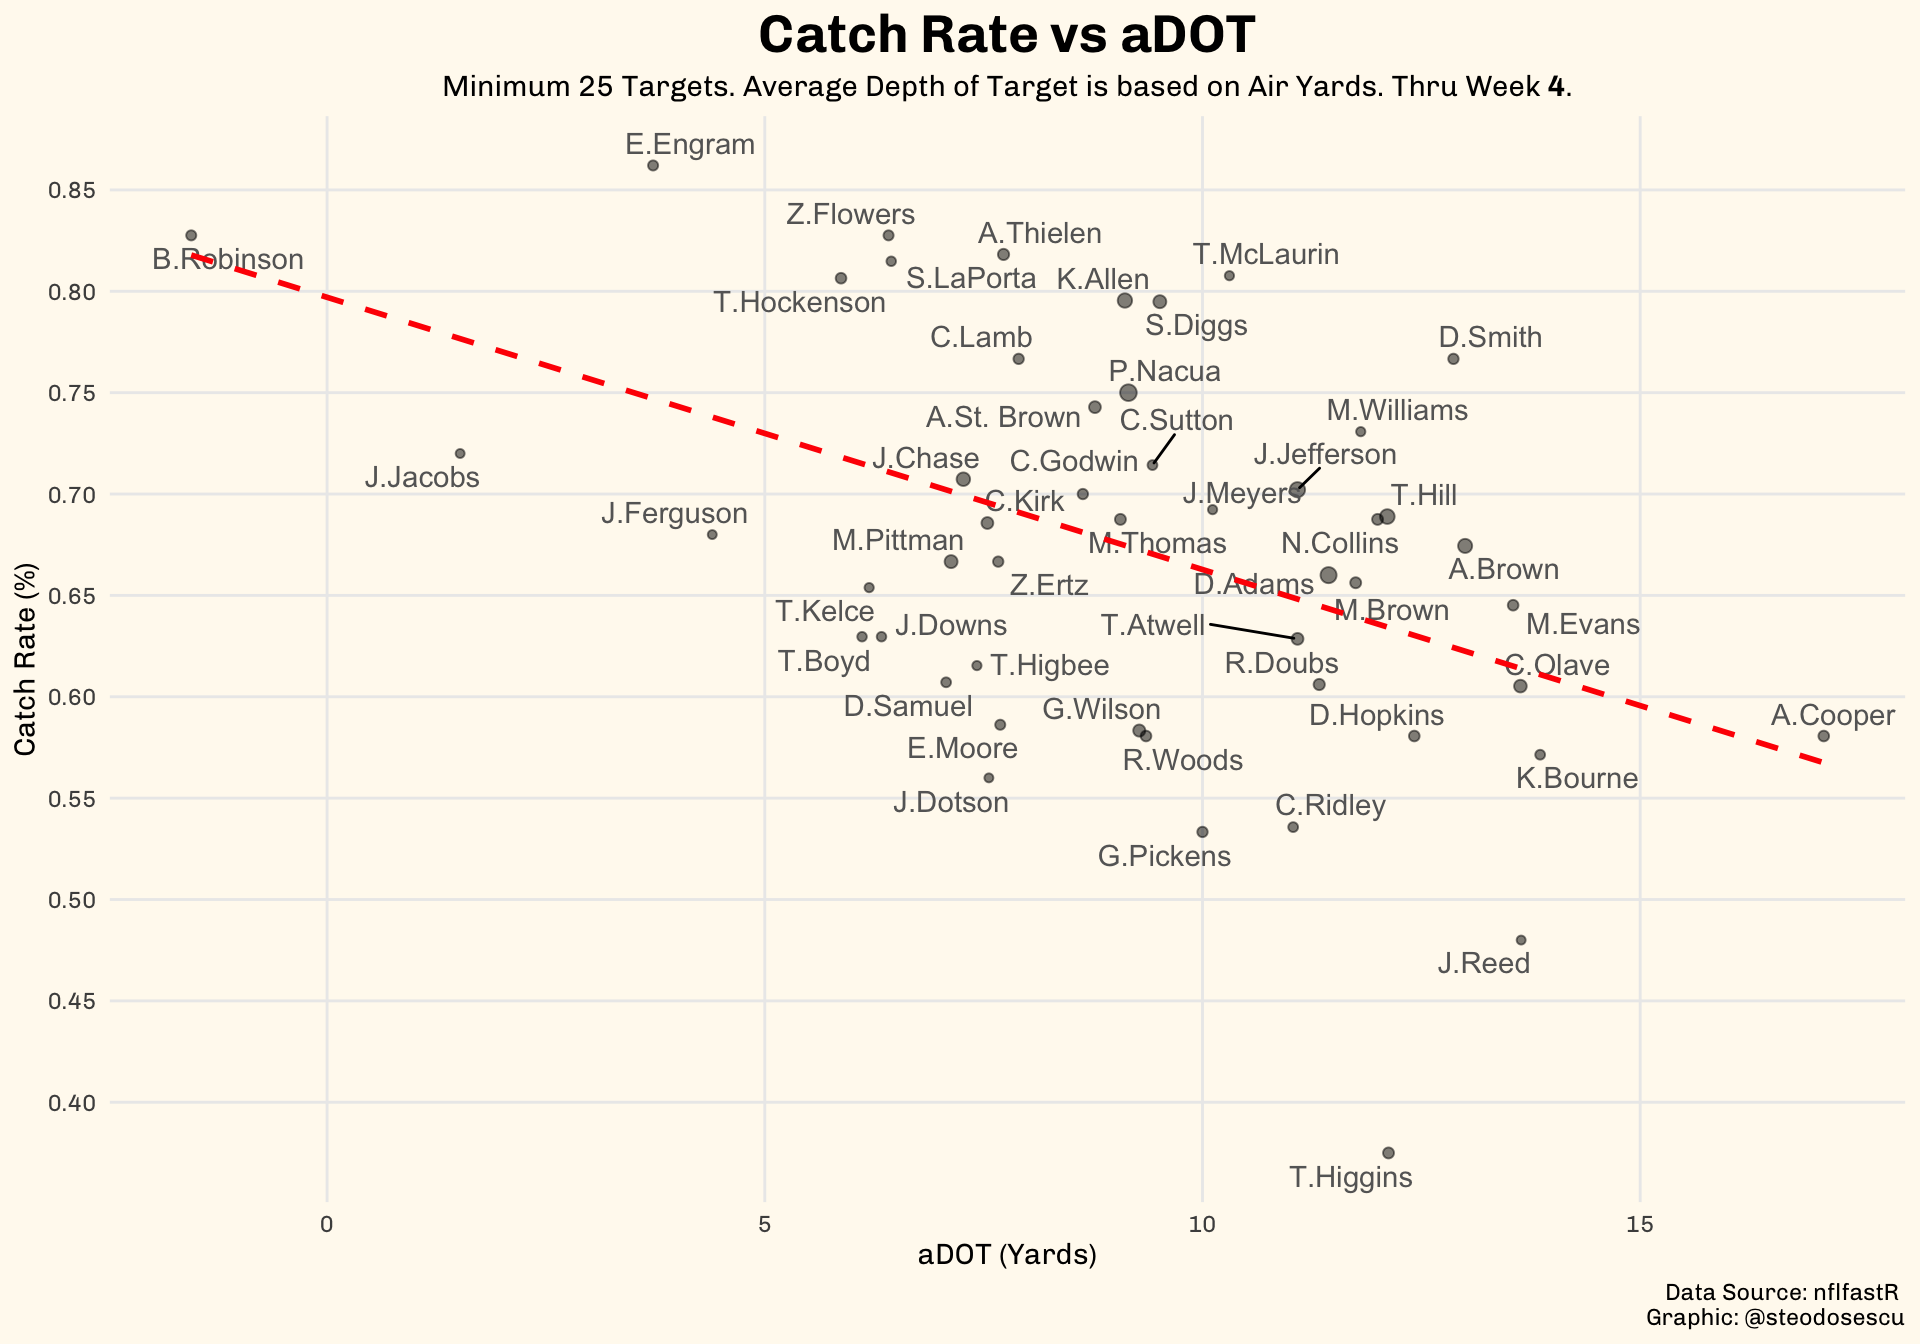 Catch Rate vs aDOT
Minimum 25 Targets. Average Depth of Target is based on Air Yards. Thru Week 4.
E.Engram
0.85
Z.Flowers
A.Thielen
T.McLaurin
B.Robinson
S.LaPorta
K.Allen
0.80
T.Hockenson
S.Diggs
C.Lamb
D.Smith
P.Nacua
0.75
A.St. Brown
C.Sutton
M.Williams
J.Jacobs
J.Chase
C.Godwin
J.Jefferson
0.70
C.Kirk
J.Meyers
T.Hill
J.Ferguson
M.Pittman
M.Thomas
N.Collins
A.Brown
Z.Ertz
D.Adams
0.65
T.Kelce
J.Downs
T.Atwell
M.Brown
M.Evans
T.Boyd
T.Higbee
R.Doubs
C.Olave
0.60
D.Samuel
G.Wilson
D.Hopkins
A.Cooper
E.Moore
R.Woods
K.Bourne
0.55
J.Dotson
C.Ridley
G.Pickens
0.50
J.Reed
0.45
0.40
T.Higgins
Catch Rate (%)
0
5
10
15
aDOT (Yards)
Data Source: nflfastR
Graphic: @steodosescu